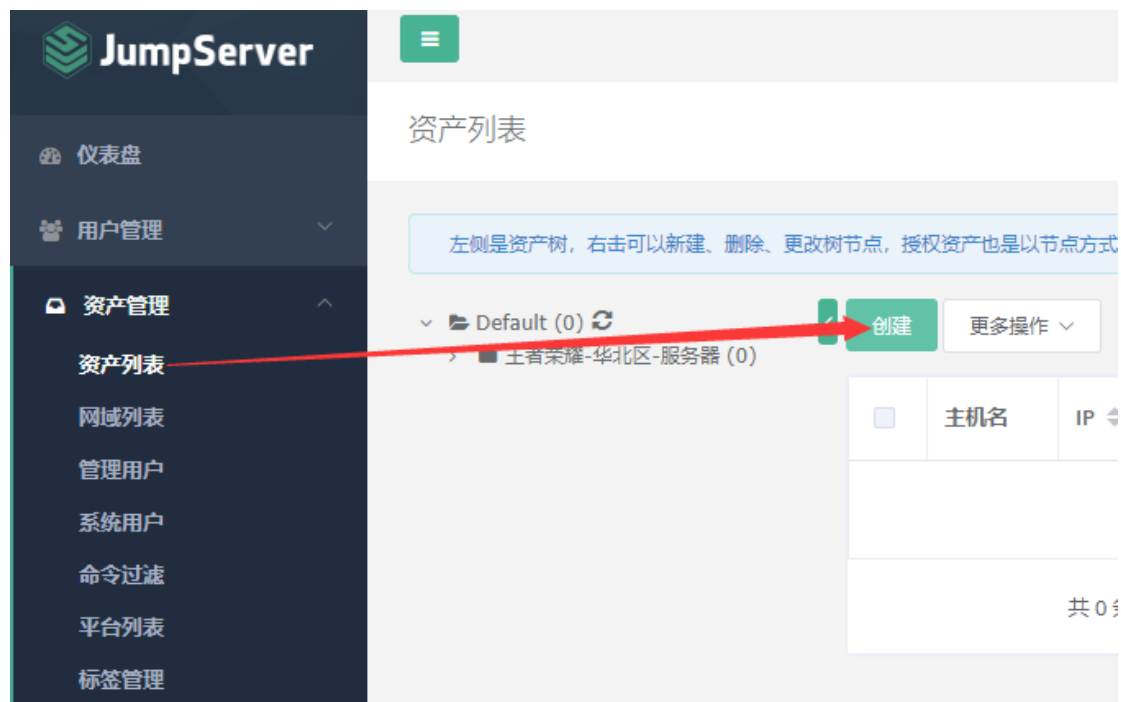 JumpServer
仪表盘
用户管理
资产管理
资产列表
网域列表
管理用户
系统用户
命令过滤
平台列表
标签管理
资产列表
左侧是资产树，右击可以新建、删除、更改树节点，授权资产也是以节点方式
Default (0)
王者荣耀-华北区-服务器 (0)
创建 更多操作
主机名 IP
共 0